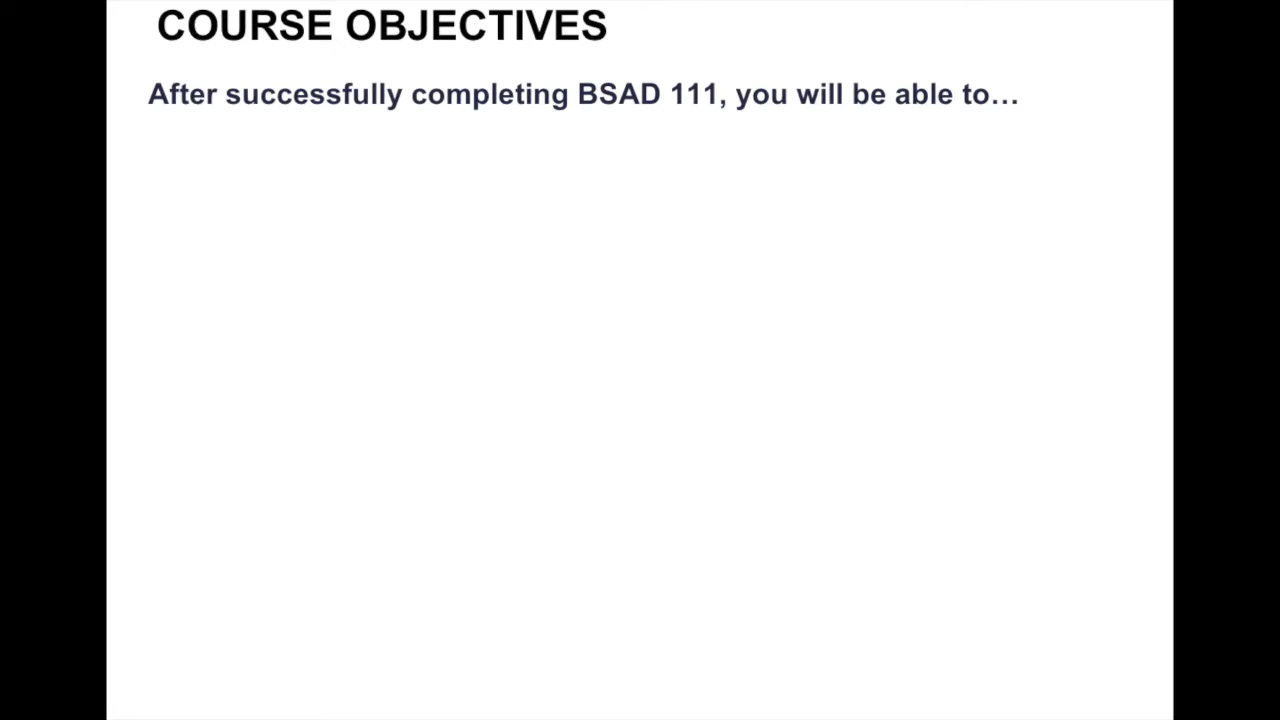 COURSE OBJECTIVES
After successfully completing BSAD 111, you will be able to…